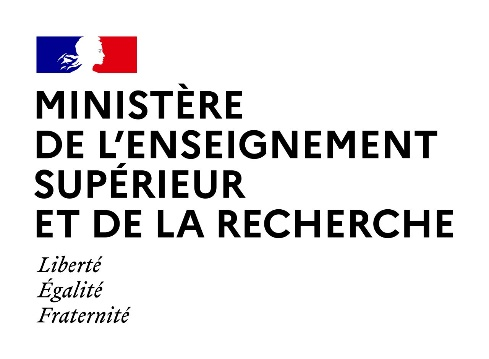 MINISTÈRE
DE L'ENSEIGNEMENT
SUPÉRIEUR
ET DE LA RECHERCHE
Liberté
Égalité
Fraternité